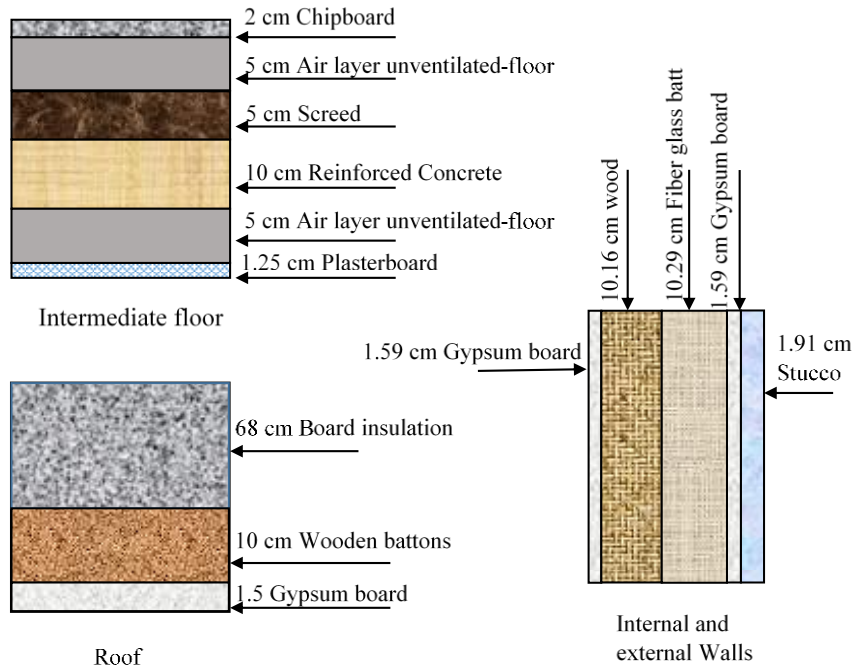 2 cm Chipboard
5 cm Air layer unventilated-floor
5 cm Screed
10 cm Reinforced Concrete
5 cm Air layer unventilated-floor
1.25 cm Plasterboard
Intermediate floor
68 cm Board insulation
10 cm Wooden battons
1.5 Gypsum board
Roof
10.16 cm wood
10.29 cm Fiber glass batt
1.59 cm Gypsum board
1.59 cm Gypsum board
1.91 cm
Stucco
Internal and
external Walls